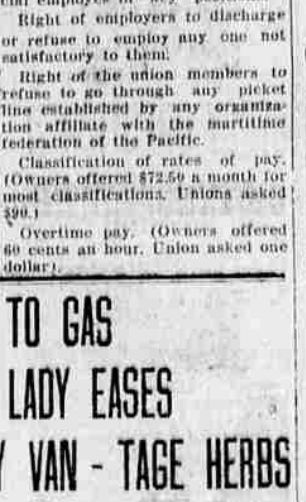 Right of employers to discharge
or refuse to employ any one not
satisfactory to them.
Right of the union members to
refuse to go through any picket
line established by any organiza-
tion affiliate with the martitime
federation of the Pacific.
Classification of rates of pay.
(Owners offered $72.50 a month for
most classifications. Unions asked
$90.)
Overtime pay. (Owners offered
60 cents an hour. Union asked one
dollar).
TO GAS
LADY EASES
VAN - TAGE HERBS